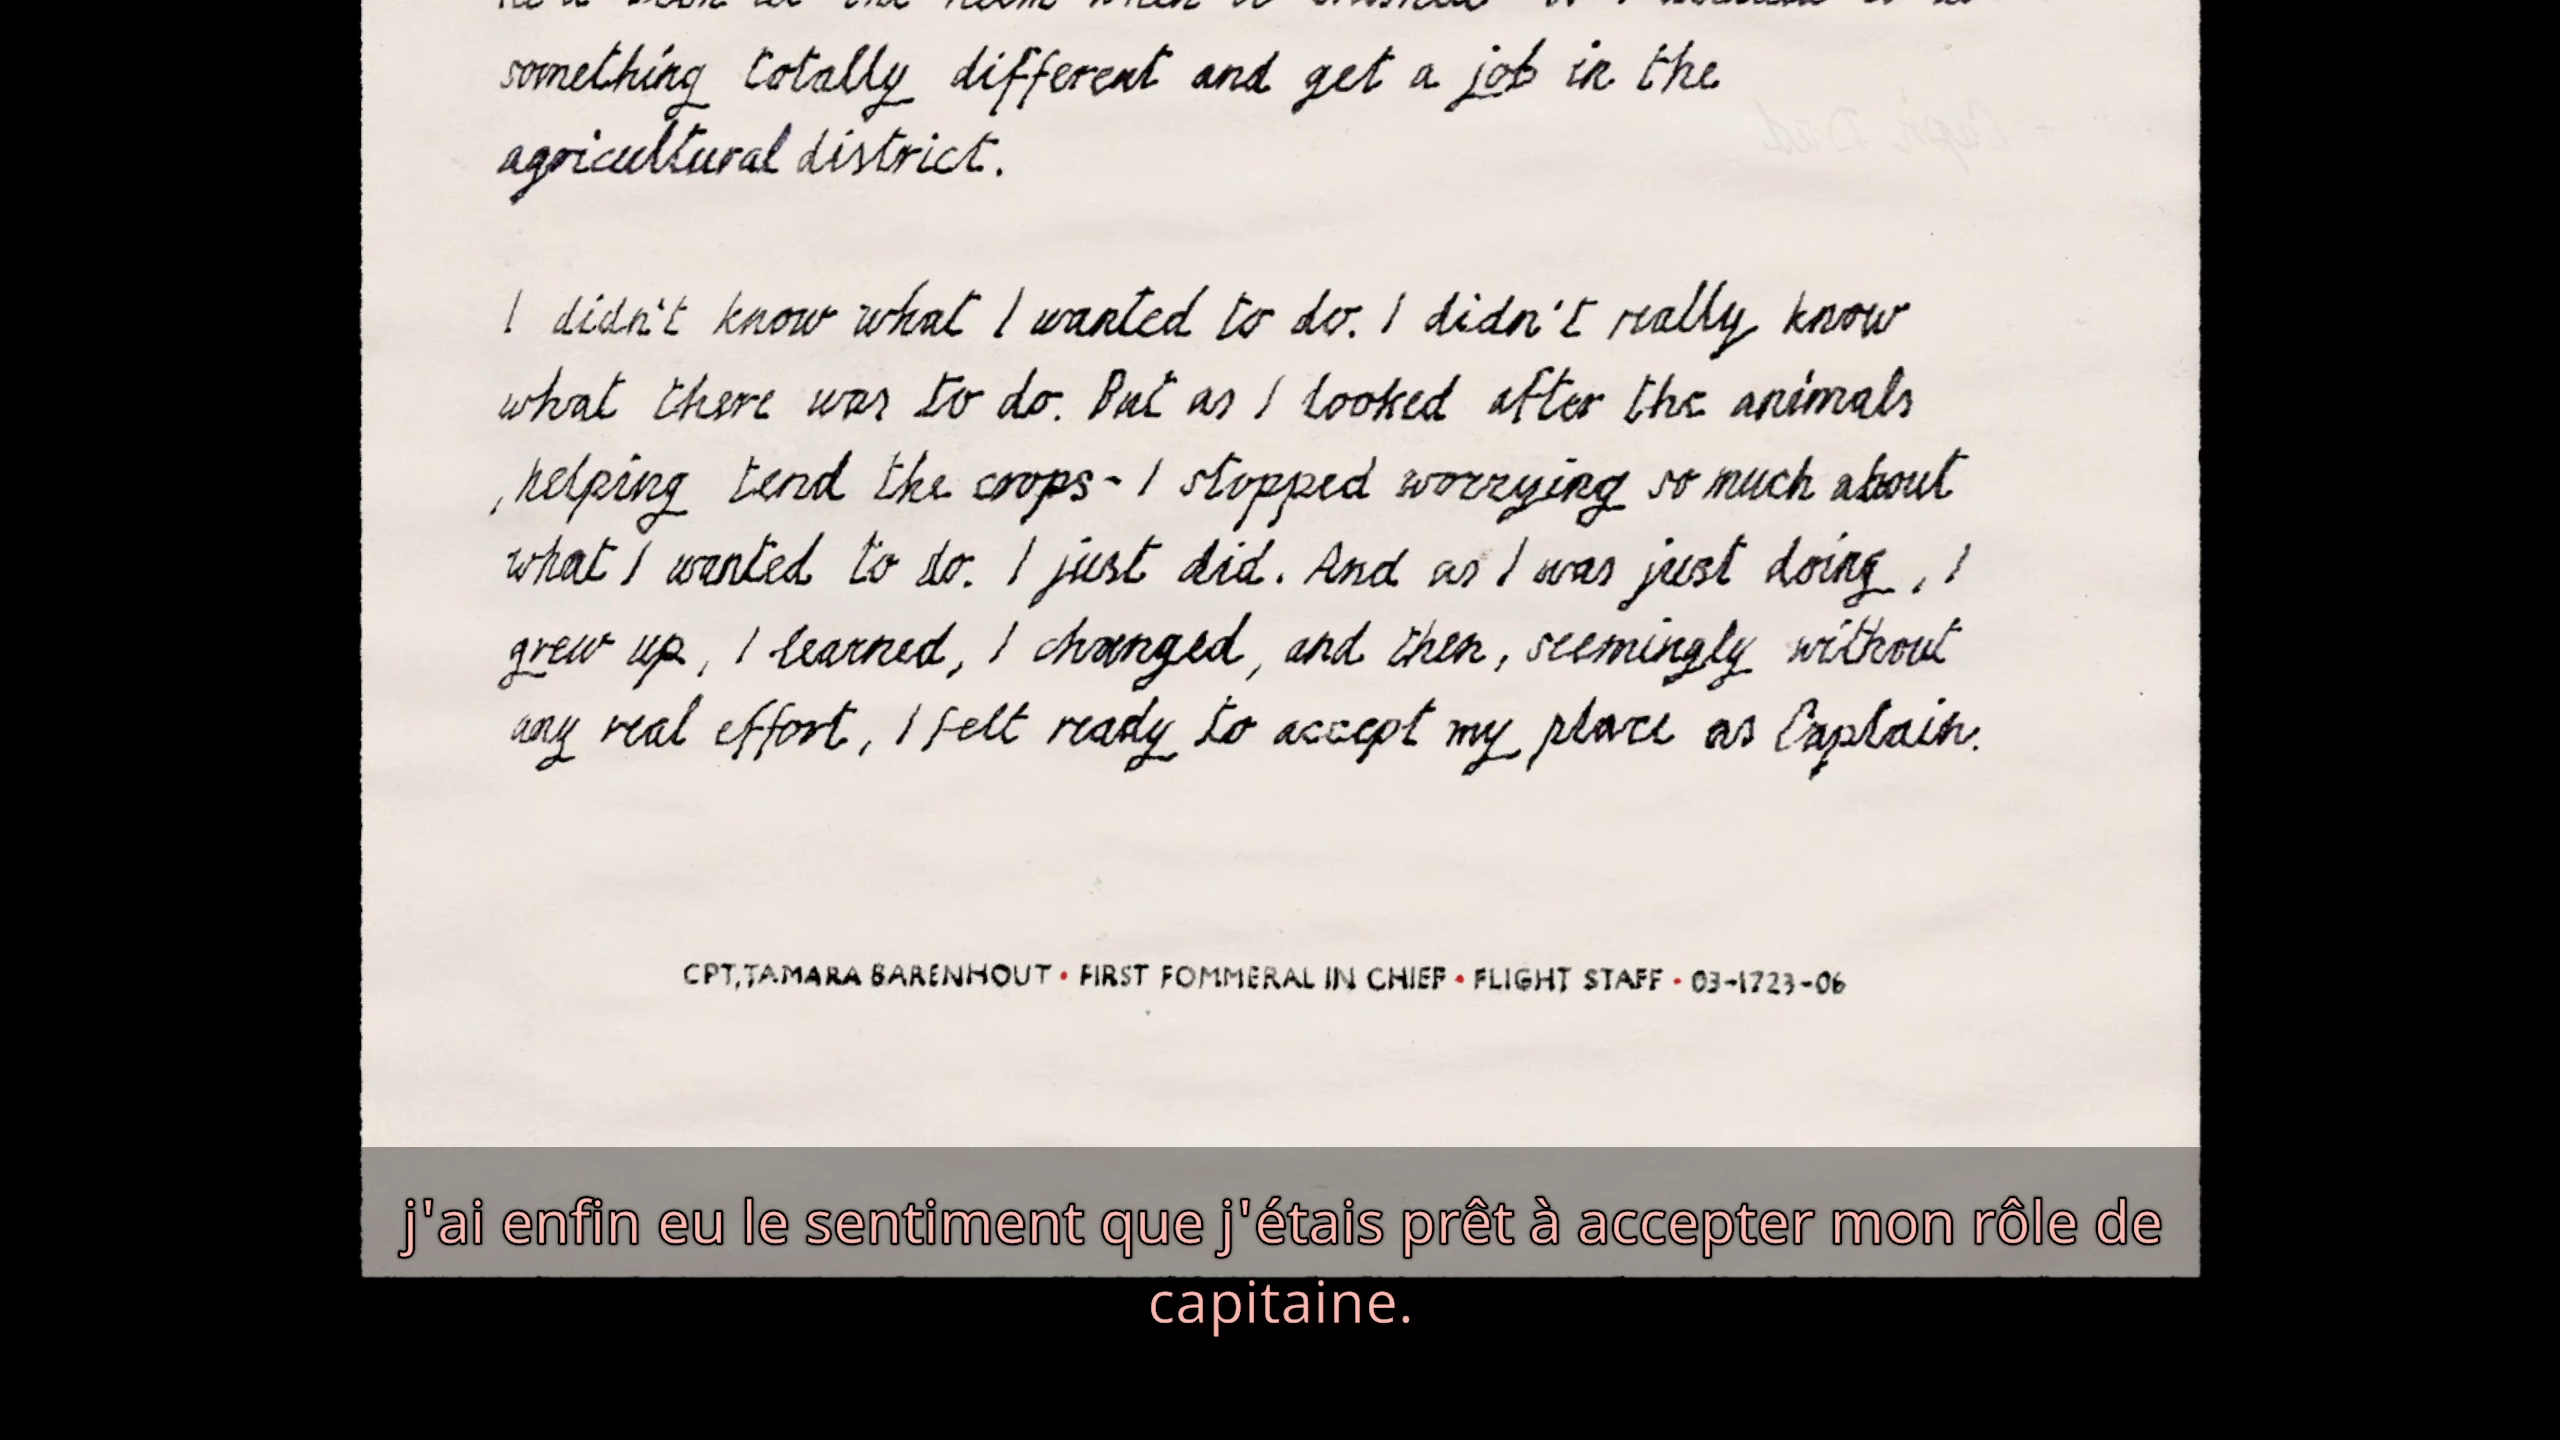 something totally different and get a job in the
agricultural district.
I didn't know what I wanted to do. I didn't really know
what there was to do. But as I looked after the animals
, helping tend the crops - I stopped worrying so much about
what I wanted to do. I just did. And as I was just doing, I
grew up, I learned, I changed, and then, seemingly without
any real effort, I felt ready to accept my place as Captain.
CPT, TAMARA BARENHOUT • FIRST FOMMERAL IN CHIEF • FLIGHT STAFF • 03-1723-06
j'ai enfin eu le sentiment que j'étais prêt à accepter mon rôle de
capitaine.